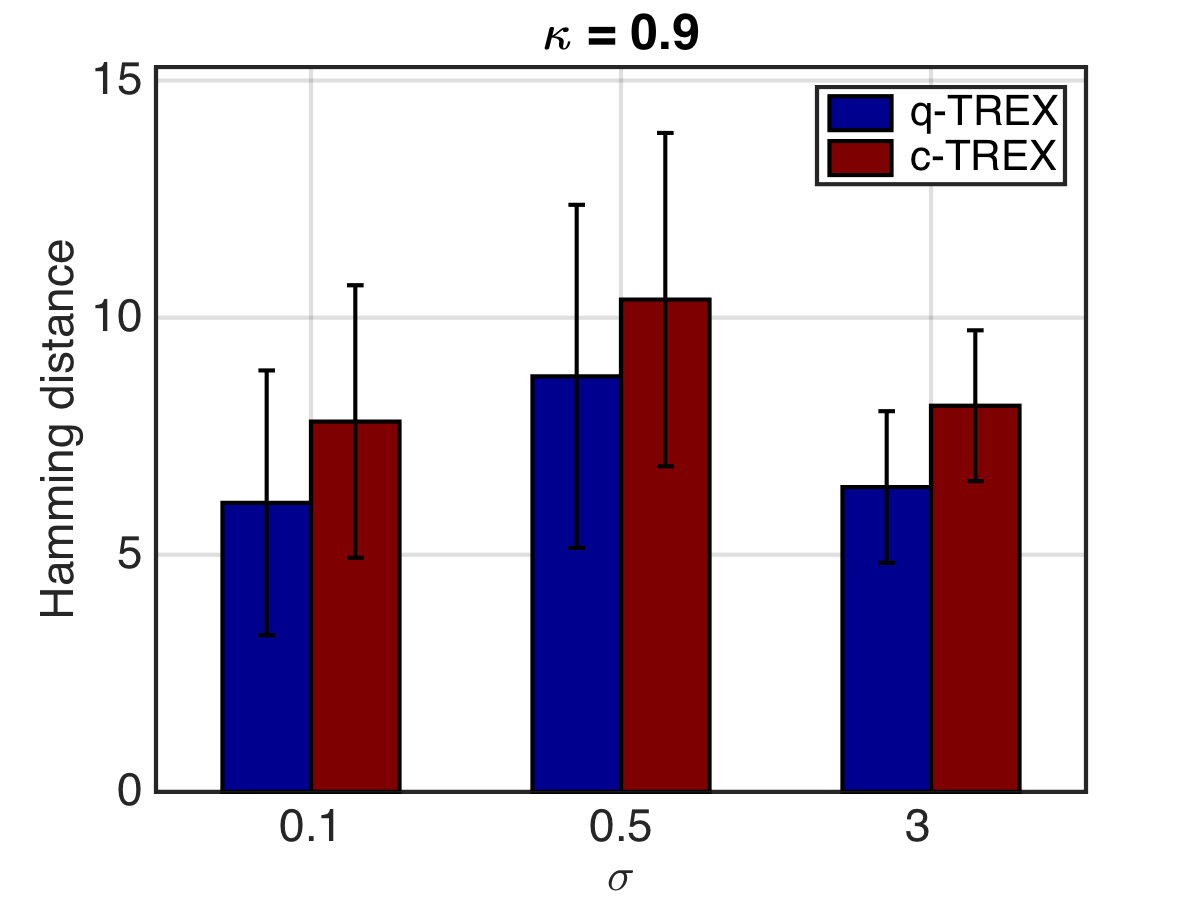 κ = 0.9
15
10
5
0
Hamming distance
q-TREX
c-TREX
0.1 0.5 3
σ